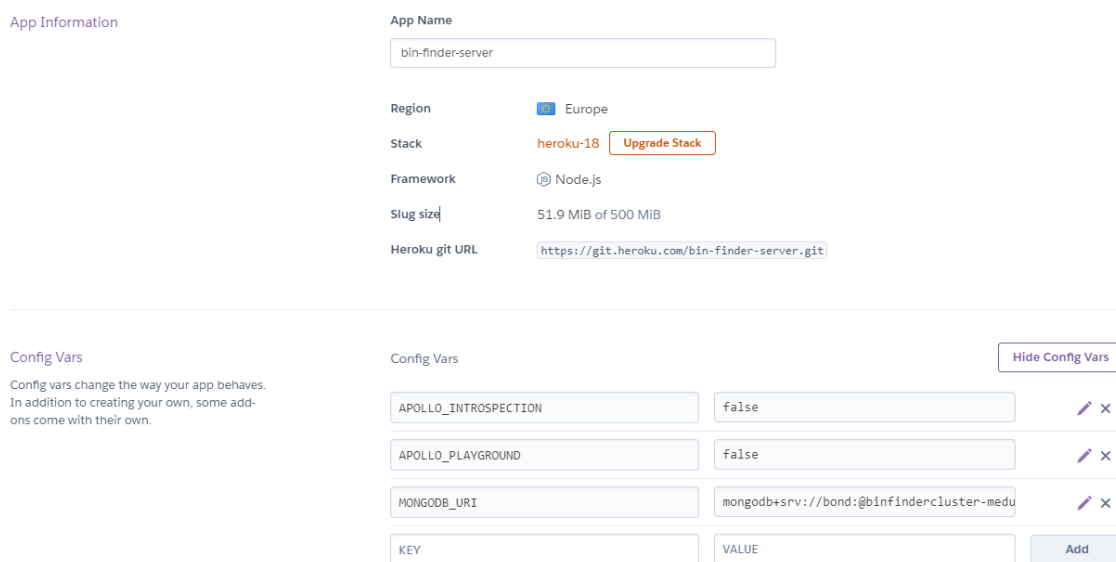 App Information
App Name
bin-finder-server
Region Europe
Stack heroku-18 Upgrade Stack
Framework Node.js
Slug size 51.9 MiB of 500 MiB
Heroku git URL https://git.heroku.com/bin-finder-server.git
Config Vars
Config vars change the way your app behaves.
In addition to creating your own, some add-
ons come with their own.
Config Vars Hide Config Vars
APOLLO_INTROSPECTION false
APOLLO_PLAYGROUND false
MONGODB_URI mongodb+srv://bond:@binfindercluster-medu
KEY VALUE Add